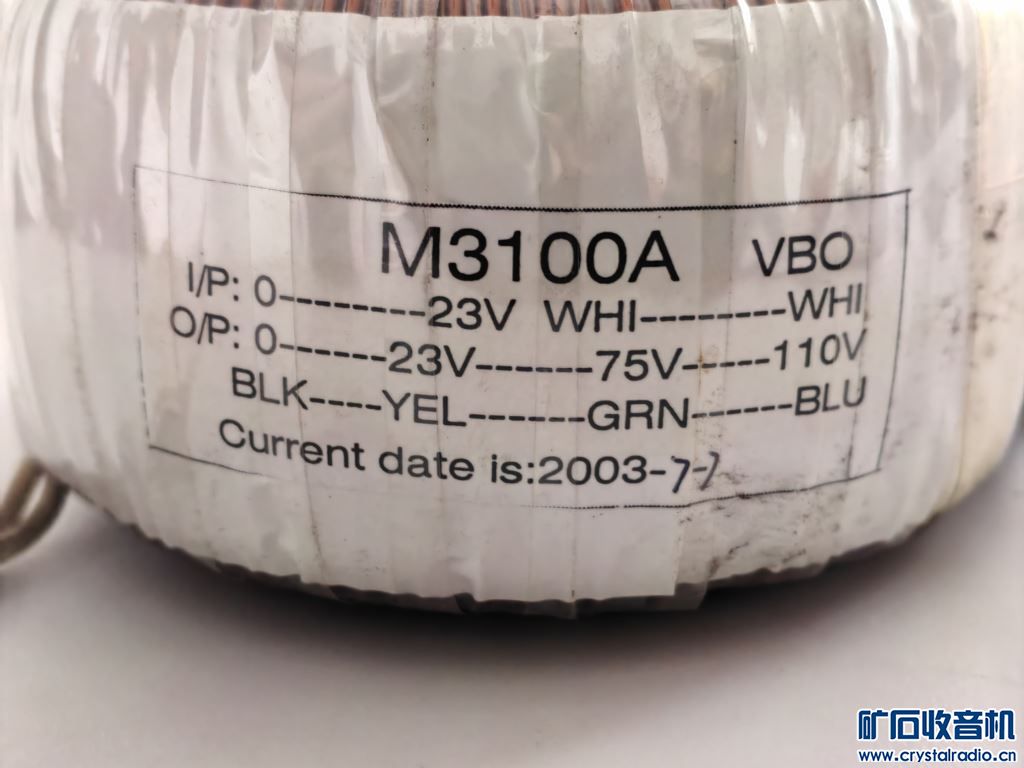 M3100A VBO
I/P: 0--------23V WHI--------WHI
O/P: 0------23V------75V-----110V
BLK----YEL------GRN------BLU
Current date is:2003-7-7
矿石收音机
www.crystalradio.cn